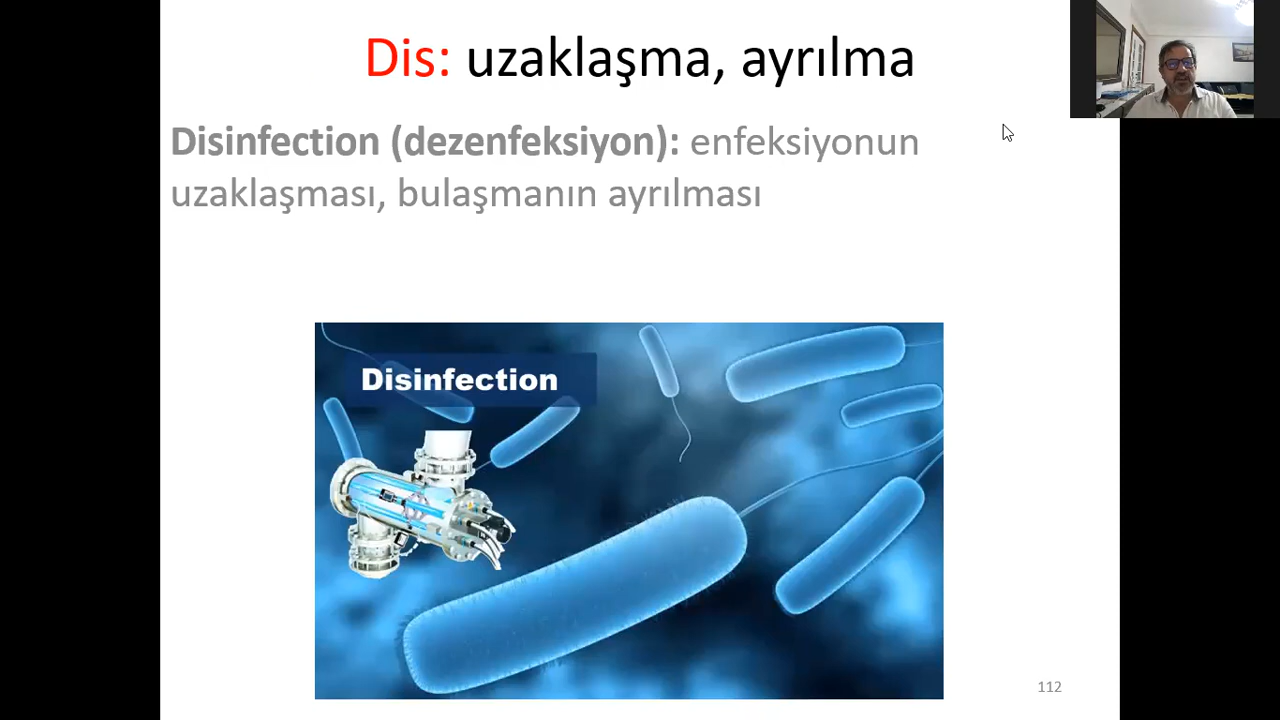 Dis: uzaklaşma, ayrılma
Disinfection (dezenfeksiyon): enfeksiyonun
uzaklaşması, bulaşmanın ayrılması
Disinfection
112